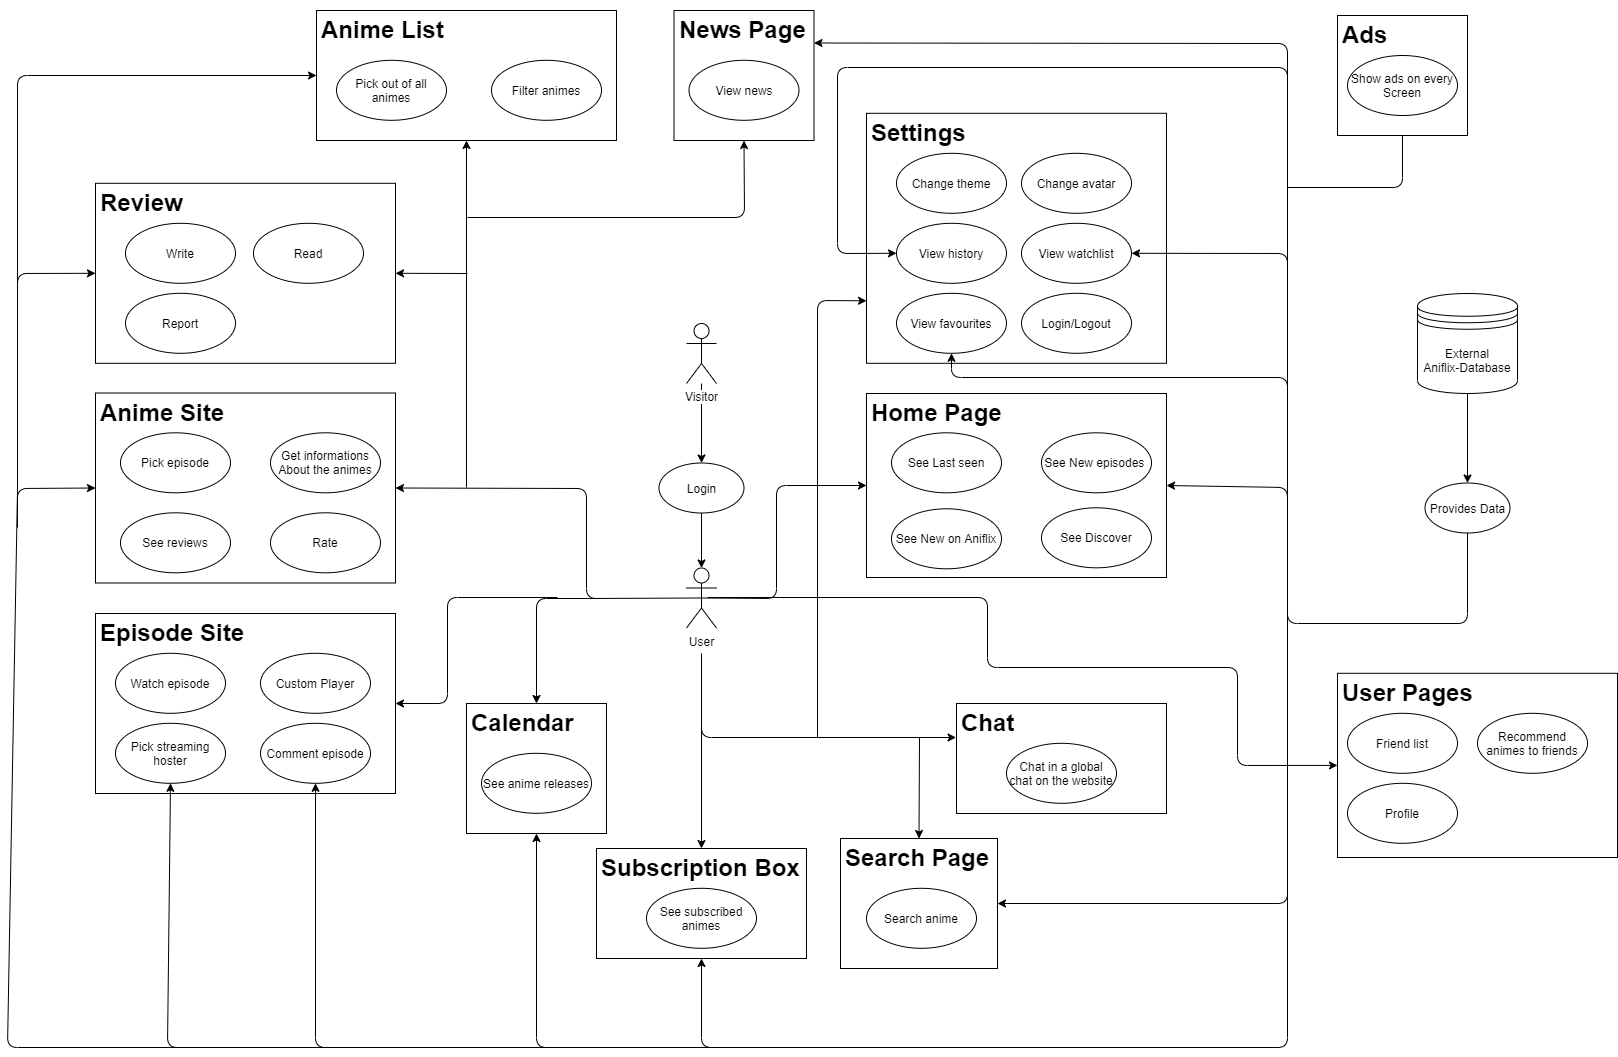 Anime List
Pick out of all
animes
Filter animes
News Page
View news
Ads
Show ads on every
Screen
Settings
Change theme
Change avatar
View history
View watchlist
View favourites
Login/Logout
Review
Write
Read
Report
External
Aniflix-Database
Visitor
Login
Anime Site
Pick episode
Get informations
About the animes
See reviews
Rate
Home Page
See Last seen
See New episodes
See New on Aniflix
See Discover
Provides Data
User
Episode Site
Watch episode
Custom Player
Pick streaming
hoster
Comment episode
Calendar
See anime releases
Chat
Chat in a global
chat on the website
User Pages
Friend list
Recommend
animes to friends
Profile
Subscription Box
See subscribed
animes
Search Page
Search anime